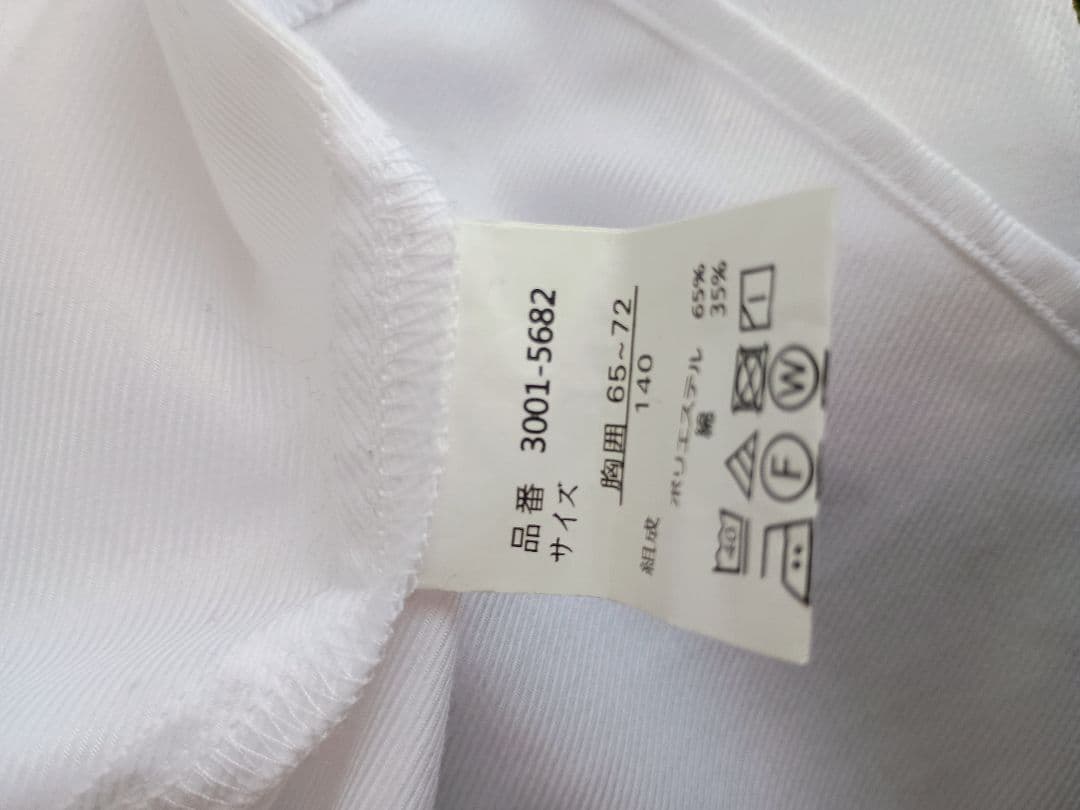 品番 3001-5682
サイズ
胸囲 65~72
140
組成
ポリエステル 65%
綿 35%
40
F W